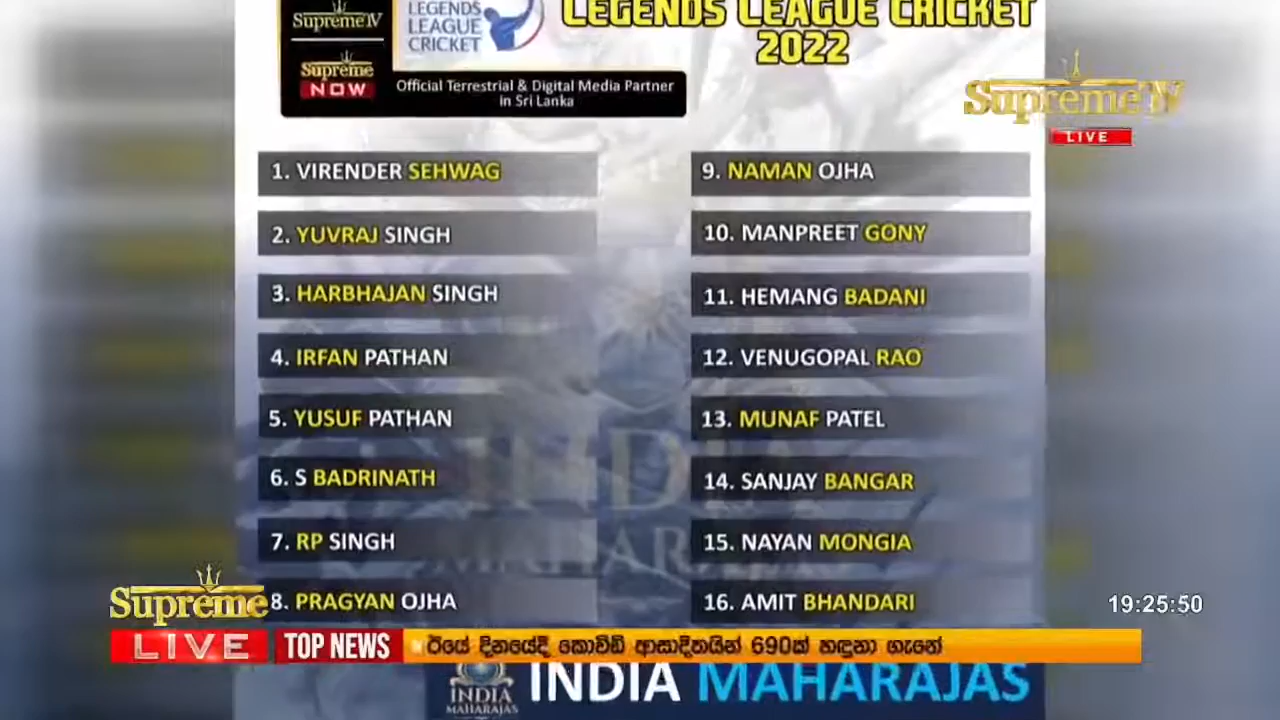 SupremeTV
LEGENDS
LEAGUE
CRICKET
LEGENDS LEAGUE CRICKET
2022
Supreme
NOW
Official Terrestrial & Digital Media Partner
in Sri Lanka
SupremeTV
LIVE
1. VIRENDER SEHWAG
2. YUVRAJ SINGH
3. HARBHAJAN SINGH
4. IRFAN PATHAN
5. YUSUF PATHAN
6. S BADRINATH
7. RP SINGH
8. PRAGYAN OJHA
9. NAMAN OJHA
10. MANPREET GONY
11. HEMANG BADANI
12. VENUGOPAL RAO
13. MUNAF PATEL
14. SANJAY BANGAR
15. NAYAN MONGIA
16. AMIT BHANDARI
INDIA
MAHARAJAS
Supreme
19:25:50
LIVE TOP NEWS ඊයේ දිනයේදී කොවිඩ් ආසාදිතයින් 690ක් හඳුනා ගැනේ
INDIA
MAHARAJAS
INDIA MAHARAJAS